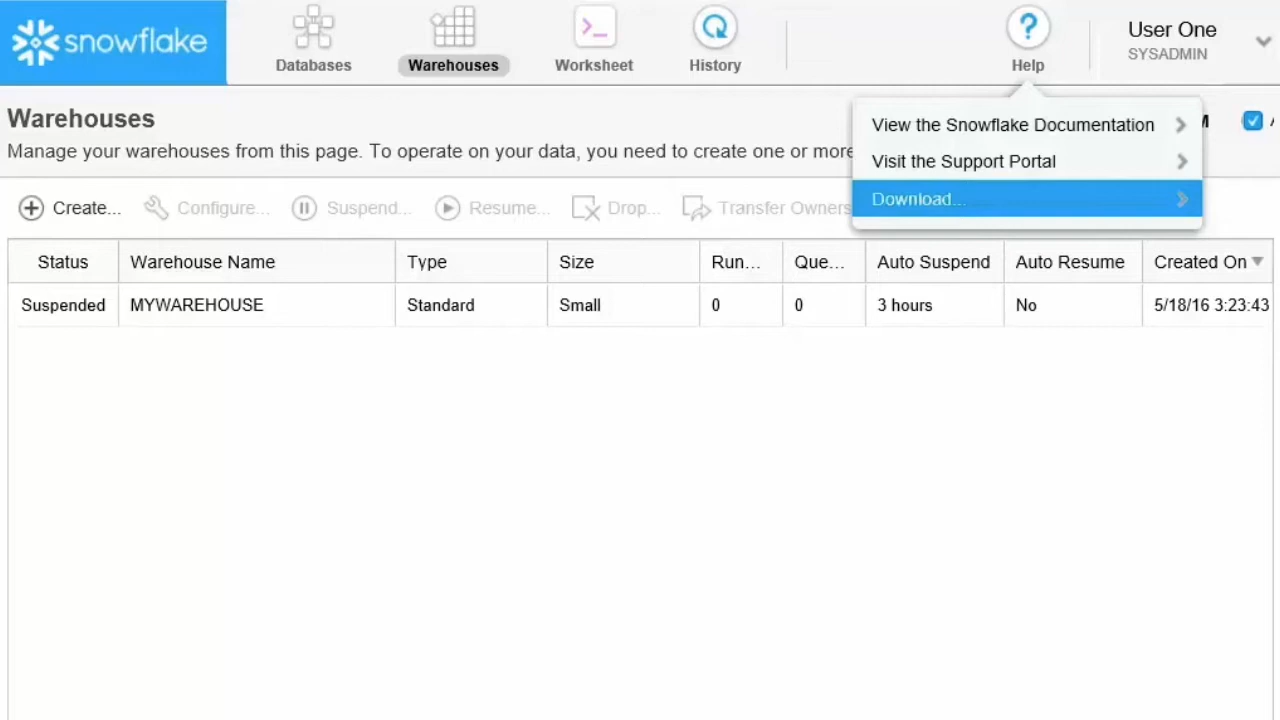 snowflake
Databases
Warehouses
Worksheet
History
Help
User One
SYSADMIN
Warehouses
Manage your warehouses from this page. To operate on your data, you need to create one or more
View the Snowflake Documentation
Visit the Support Portal
Download...
Create...
Configure...
Suspend...
Resume...
Drop...
Transfer Owners
Status Warehouse Name Type Size Run... Que... Auto Suspend Auto Resume Created On
Suspended MYWAREHOUSE Standard Small 0 0 3 hours No 5/18/16 3:23:43